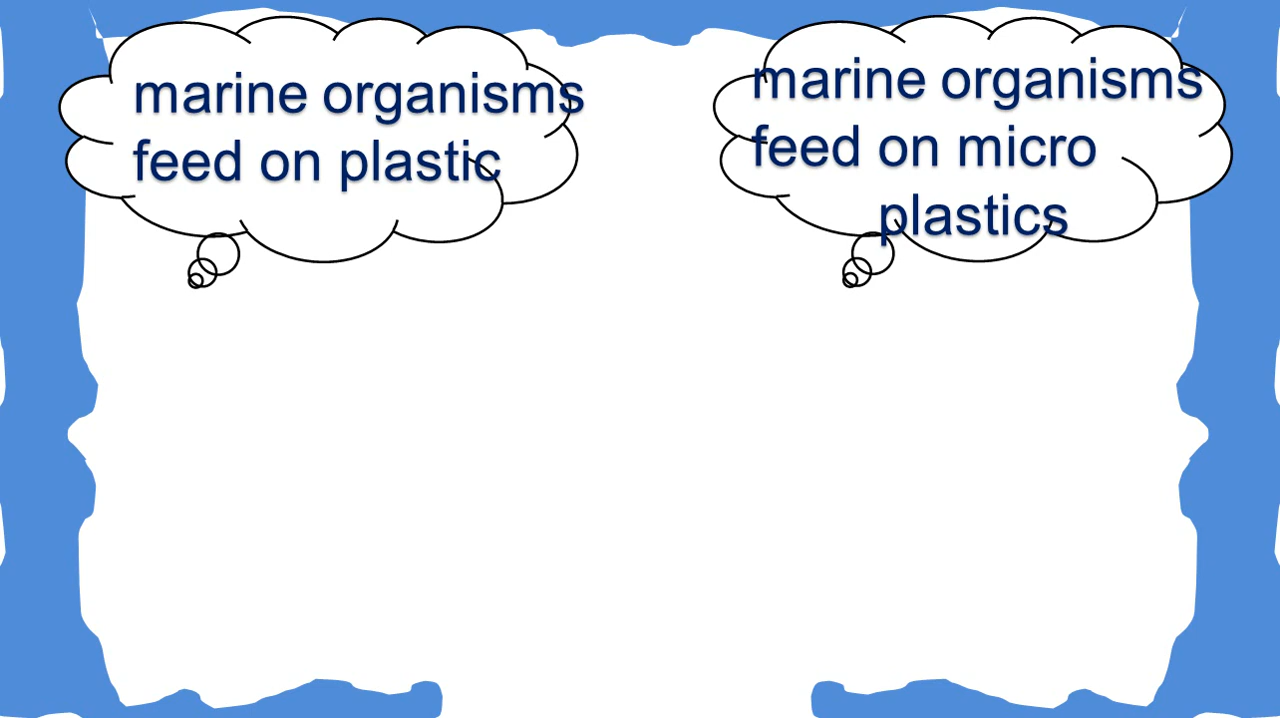 marine organisms
feed on plastic
marine organisms
feed on micro
plastics